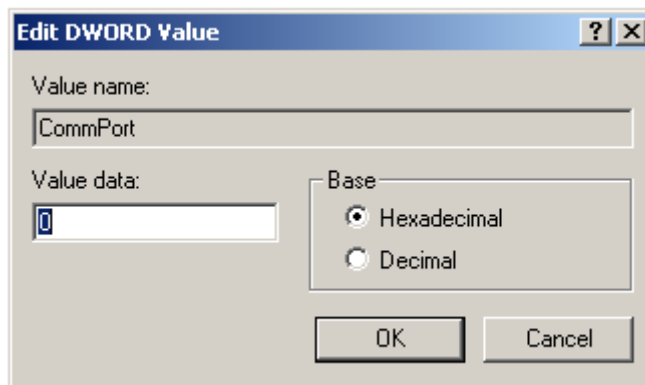 Edit DWORD Value
Value name:
CommPort
Value data:
0
Base
Hexadecimal
Decimal
OK
Cancel